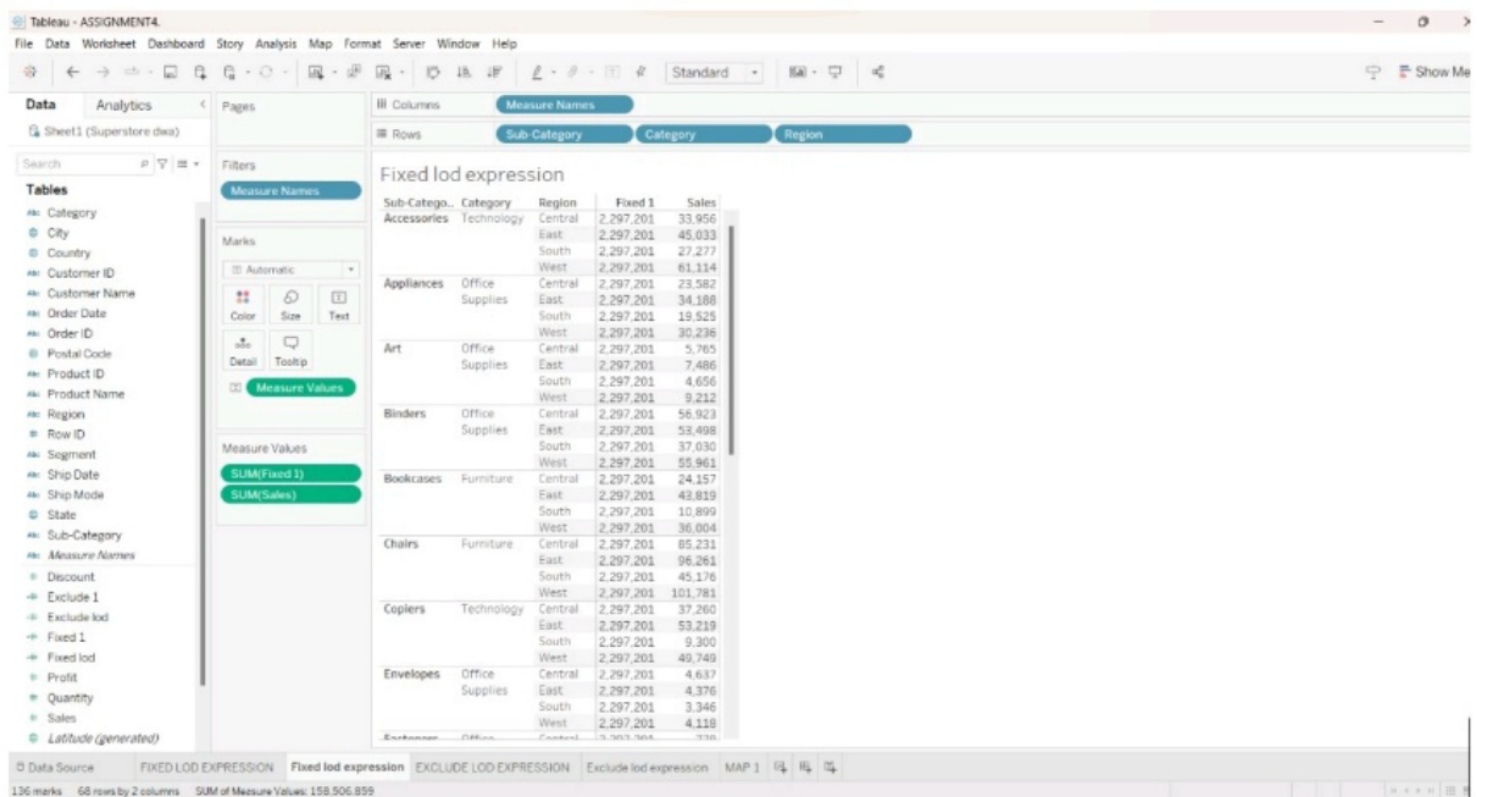 Tableau - ASSIGNMENT4.
File Data Worksheet Dashboard Story Analysis Map Format Server Window Help
Standard
Show Me
Data Analytics
Sheet1 (Superstore dwa)
Search
Tables
Abc Category
City
Country
Abc Customer ID
Abc Customer Name
Abc Order Date
Abc Order ID
Postal Code
Abc Product ID
Abc Product Name
Abc Region
Row ID
Abc Segment
Abc Ship Date
Abc Ship Mode
State
Abc Sub-Category
Abc Measure Names
Discount
Exclude 1
Exclude lod
Fixed 1
Fixed lod
Profit
Quantity
Sales
Latitude (generated)
Pages
Filters
Measure Names
Marks
Automatic
Color Size Text
Detail Tooltip
Measure Values
Measure Values
SUM(Fixed 1)
SUM(Sales)
Columns Measure Names
Rows Sub-Category Category Region
Fixed lod expression
Sub-Catego.. Category Region Fixed 1 Sales
Accessories Technology Central 2,297,201 33,956
East 2,297,201 45,033
South 2,297,201 27,277
West 2,297,201 61,114
Appliances Office Central 2,297,201 23,582
Supplies East 2,297,201 34,188
South 2,297,201 19,525
West 2,297,201 30,236
Art Office Central 2,297,201 5,765
Supplies East 2,297,201 7,486
South 2,297,201 4,656
West 2,297,201 9,212
Binders Office Central 2,297,201 56,923
Supplies East 2,297,201 53,498
South 2,297,201 37,030
West 2,297,201 55,961
Bookcases Furniture Central 2,297,201 24,157
East 2,297,201 43,819
South 2,297,201 10,899
West 2,297,201 36,004
Chairs Furniture Central 2,297,201 85,231
East 2,297,201 96,261
South 2,297,201 45,176
West 2,297,201 101,781
Copiers Technology Central 2,297,201 37,260
East 2,297,201 53,219
South 2,297,201 9,300
West 2,297,201 49,749
Envelopes Office Central 2,297,201 4,637
Supplies East 2,297,201 4,376
South 2,297,201 3,346
West 2,297,201 4,118
Data Source FIXED LOD EXPRESSION Fixed lod expression EXCLUDE LOD EXPRESSION Exclude lod expression MAP 1
136 marks 68 rows by 2 columns SUM of Measure Values: 158,506,859